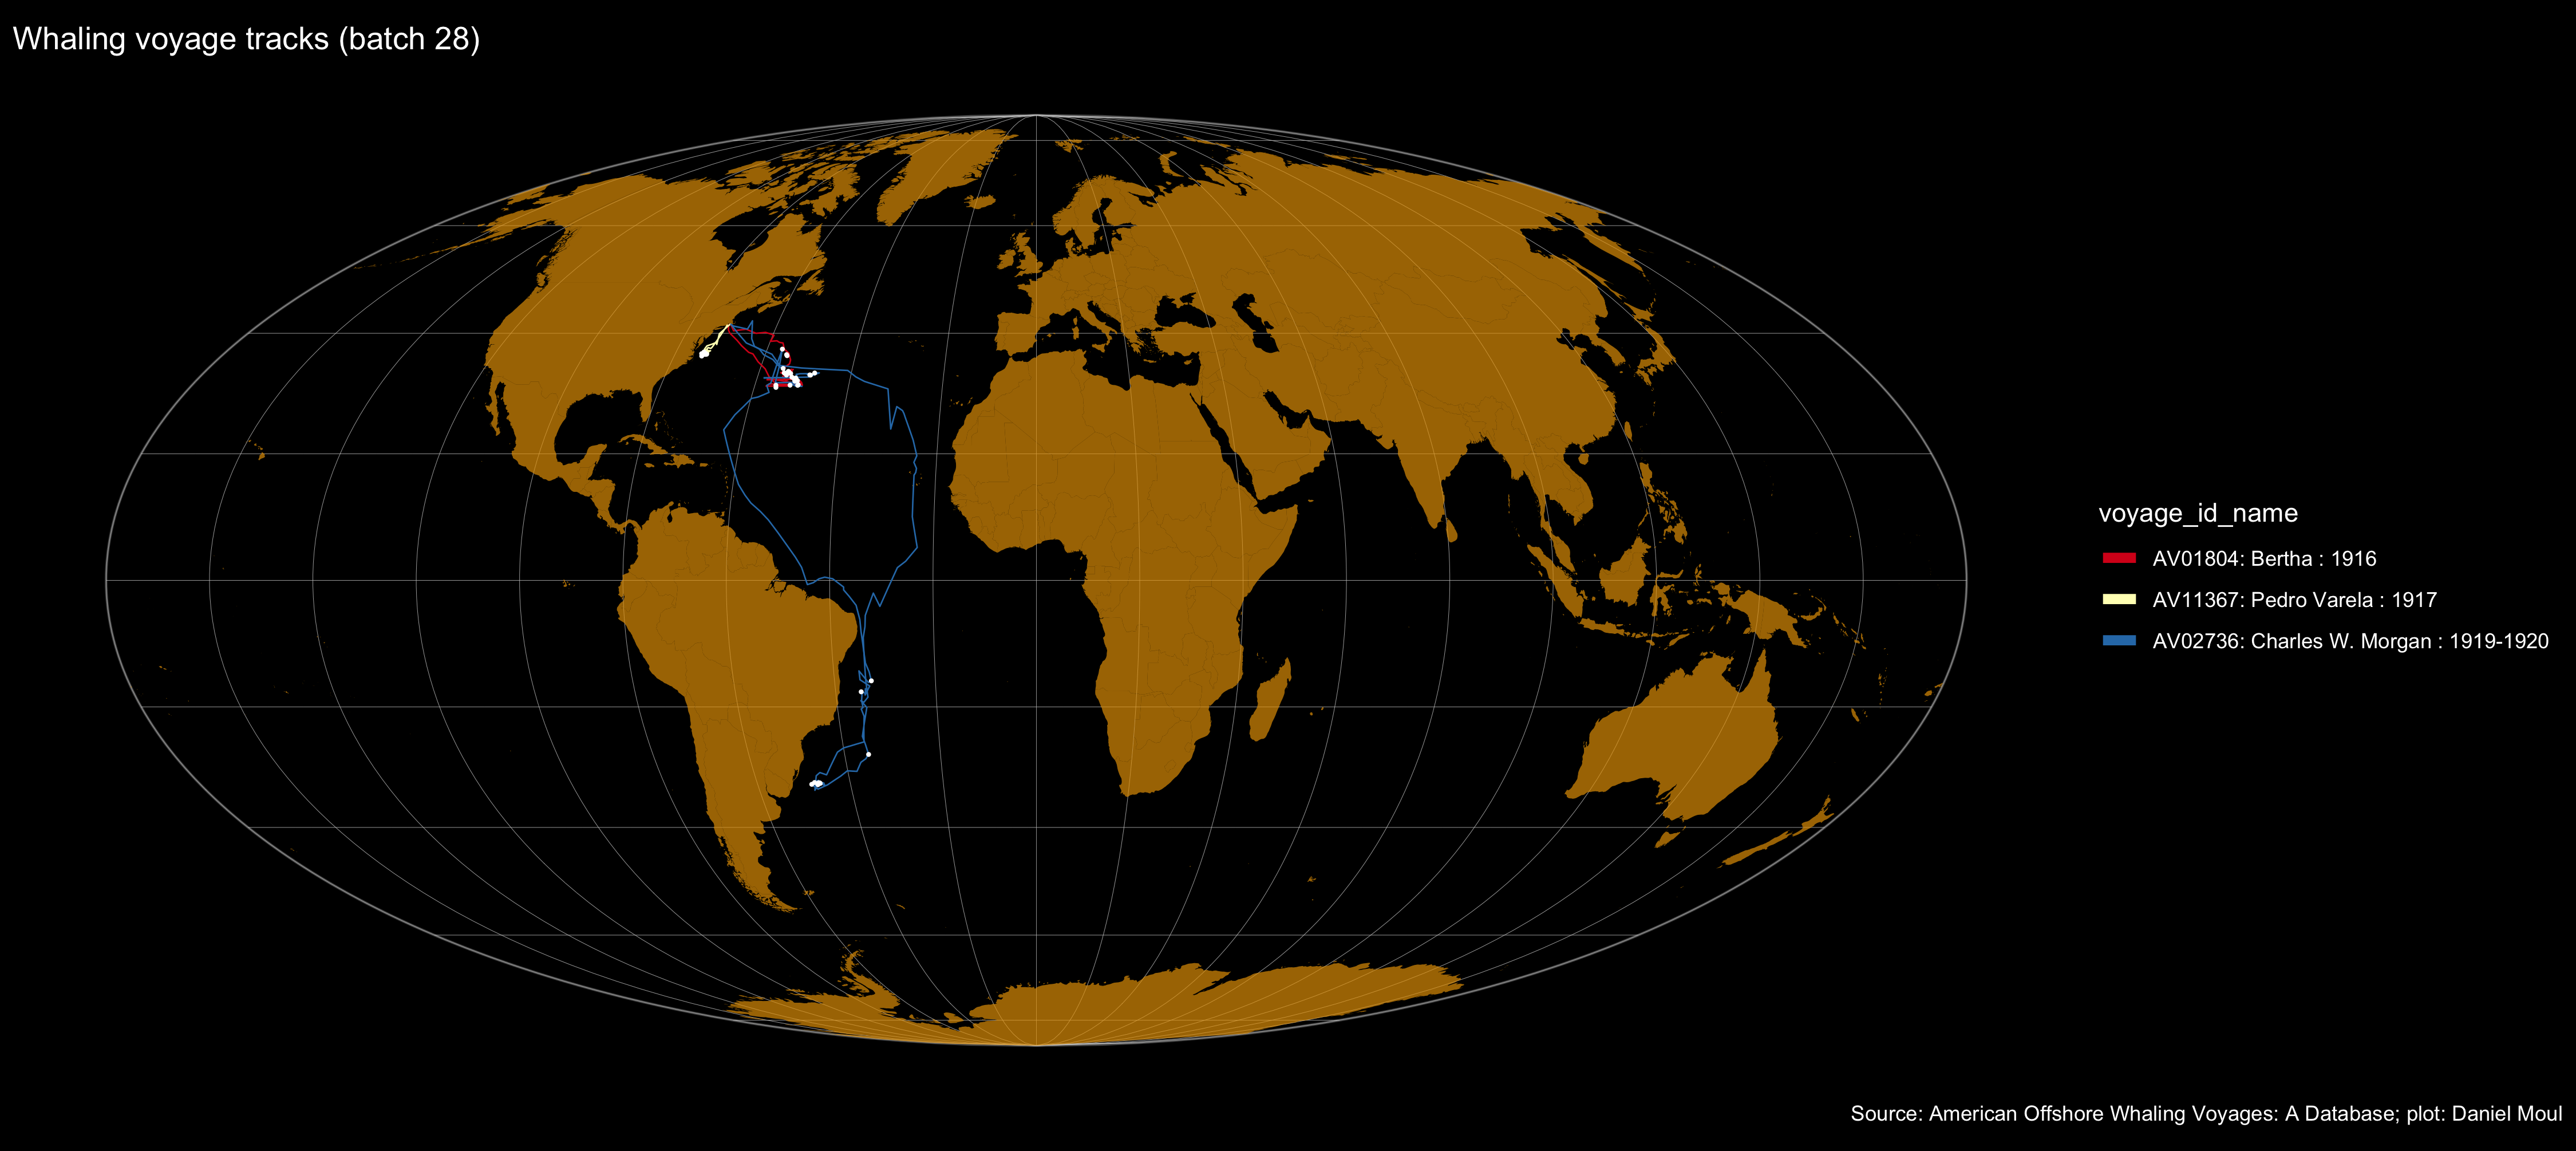 Whaling voyage tracks (batch 28)
voyage_id_name
AV01804: Bertha : 1916
AV11367: Pedro Varela : 1917
AV02736: Charles W. Morgan : 1919-1920
Source: American Offshore Whaling Voyages: A Database; plot: Daniel Moul